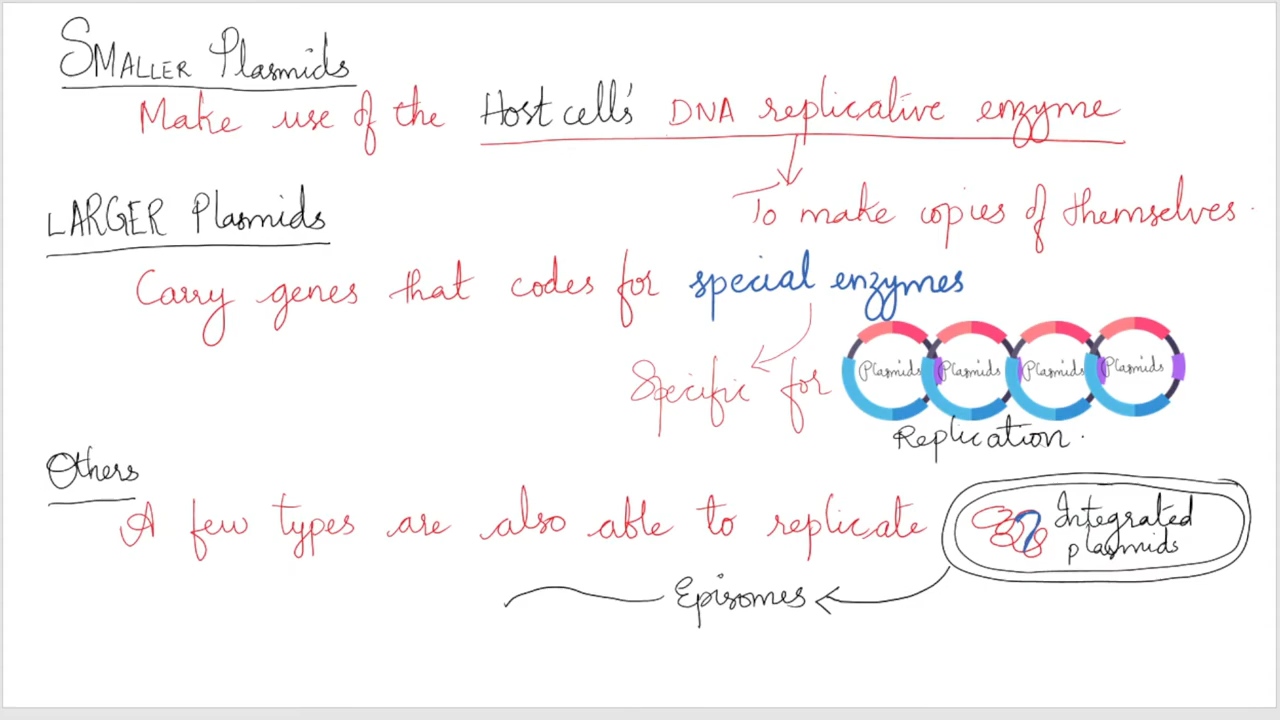 SMALLER Plasmids
Make use of the Host cell's DNA replicative enzyme
To make copies of themselves.
LARGER Plasmids
Carry genes that codes for special enzymes
Specific for
Plasmids Plasmids Plasmids Plasmids
Replication.
Others
A few types are also able to replicate
Integrated
plasmids
Episomes